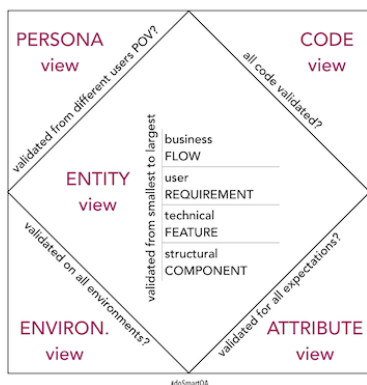 PERSONA
view
CODE
view
validated from different users POV?
all code validated?
ENTITY
view
validated from smallest to largest
business
FLOW
user
REQUIREMENT
technical
FEATURE
structural
COMPONENT
validated on all environments?
validated for all expectations?
ENVIRON.
view
ATTRIBUTE
view
#doSmartQA